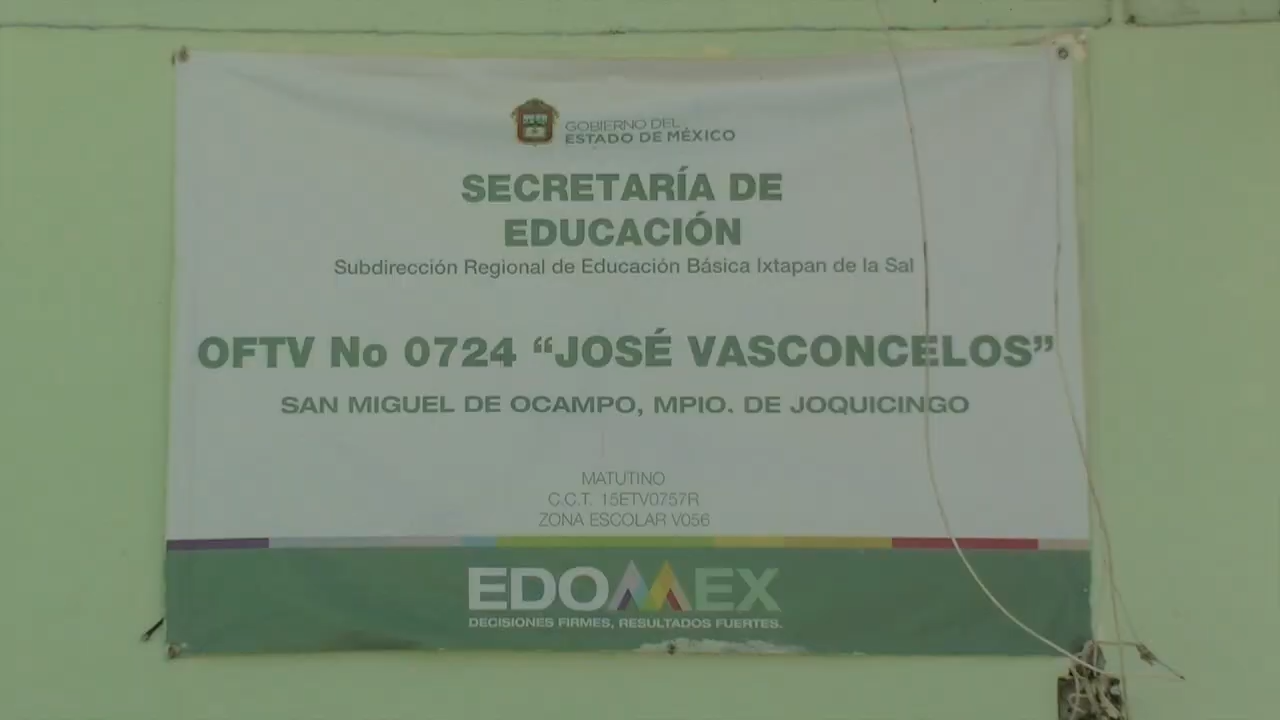 GOBIERNO DEL
ESTADO DE MÉXICO
SECRETARÍA DE
EDUCACIÓN
Subdirección Regional de Educación Básica Ixtapan de la Sal
OFTV No 0724 “JOSÉ VASCONCELOS”
SAN MIGUEL DE OCAMPO, MPIO. DE JOQUICINGO
MATUTINO
C.C.T. 15ETV0757R
ZONA ESCOLAR V056
EDOMEX
DECISIONES FIRMES, RESULTADOS FUERTES.